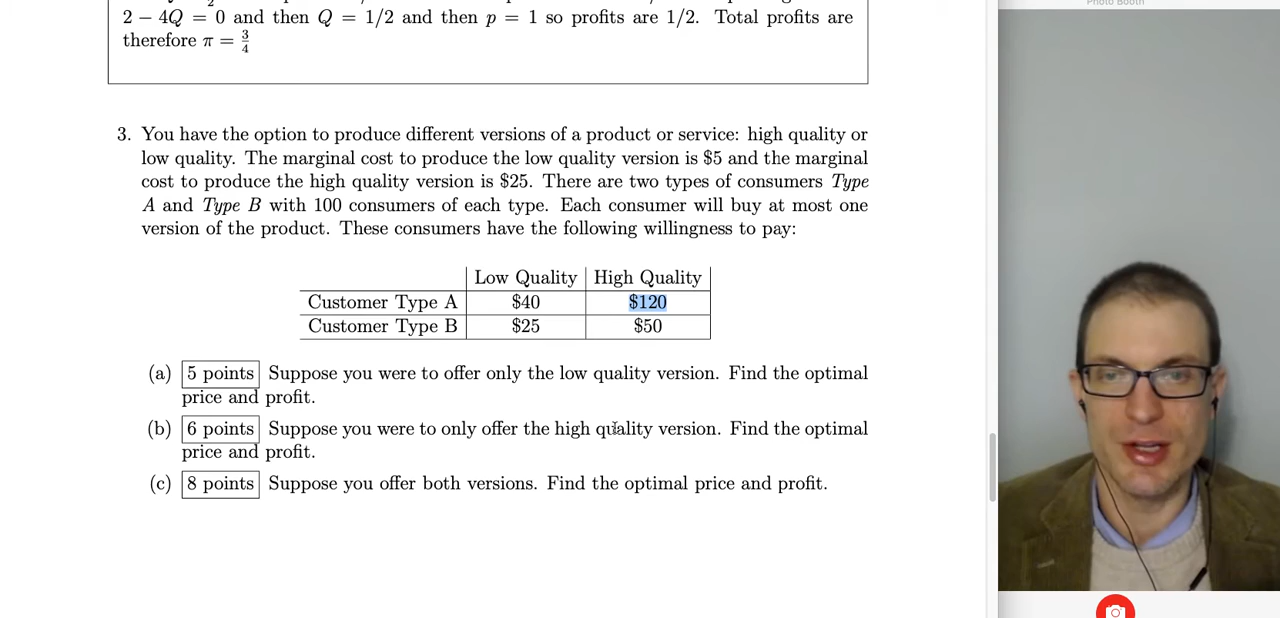 2 − 4Q = 0 and then Q = 1/2 and then p = 1 so profits are 1/2. Total profits are
therefore π = 3/4
3. You have the option to produce different versions of a product or service: high quality or
low quality. The marginal cost to produce the low quality version is $5 and the marginal
cost to produce the high quality version is $25. There are two types of consumers Type
A and Type B with 100 consumers of each type. Each consumer will buy at most one
version of the product. These consumers have the following willingness to pay:
Low Quality High Quality
Customer Type A $40 $120
Customer Type B $25 $50
(a) 5 points Suppose you were to offer only the low quality version. Find the optimal
price and profit.
(b) 6 points Suppose you were to only offer the high quality version. Find the optimal
price and profit.
(c) 8 points Suppose you offer both versions. Find the optimal price and profit.
Photo Booth